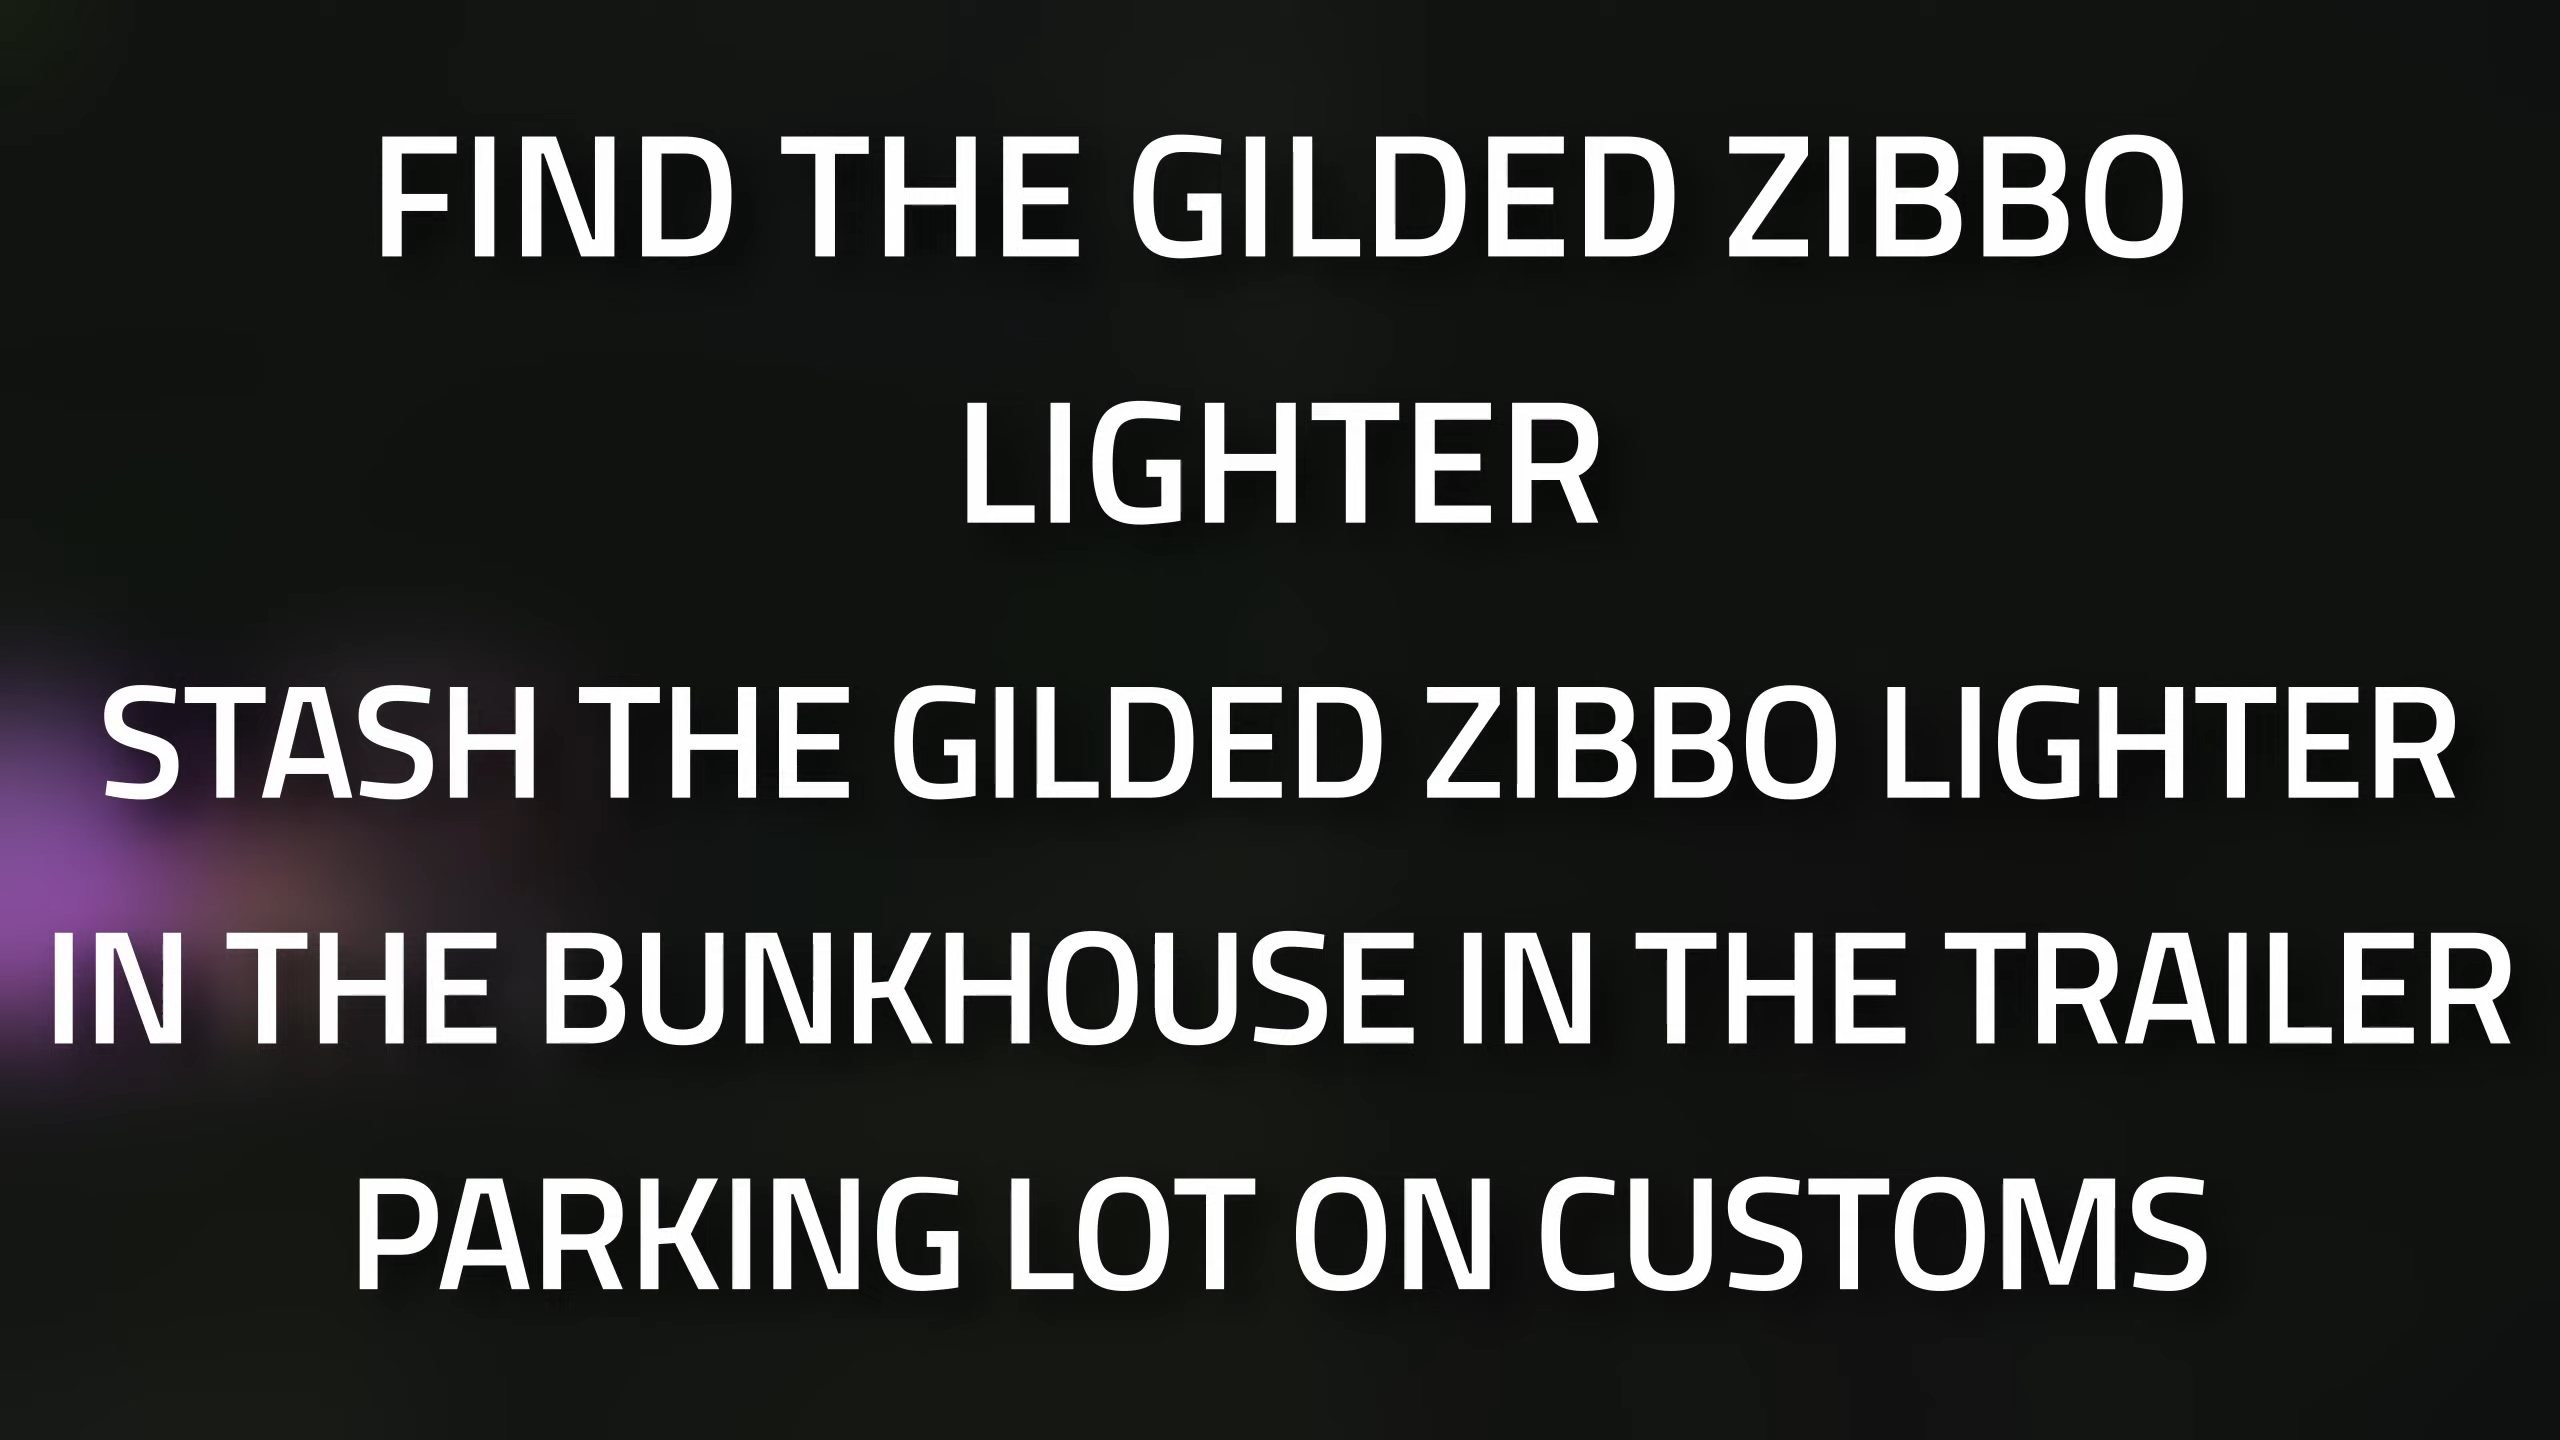 FIND THE GILDED ZIBBO
LIGHTER
STASH THE GILDED ZIBBO LIGHTER
IN THE BUNKHOUSE IN THE TRAILER
PARKING LOT ON CUSTOMS